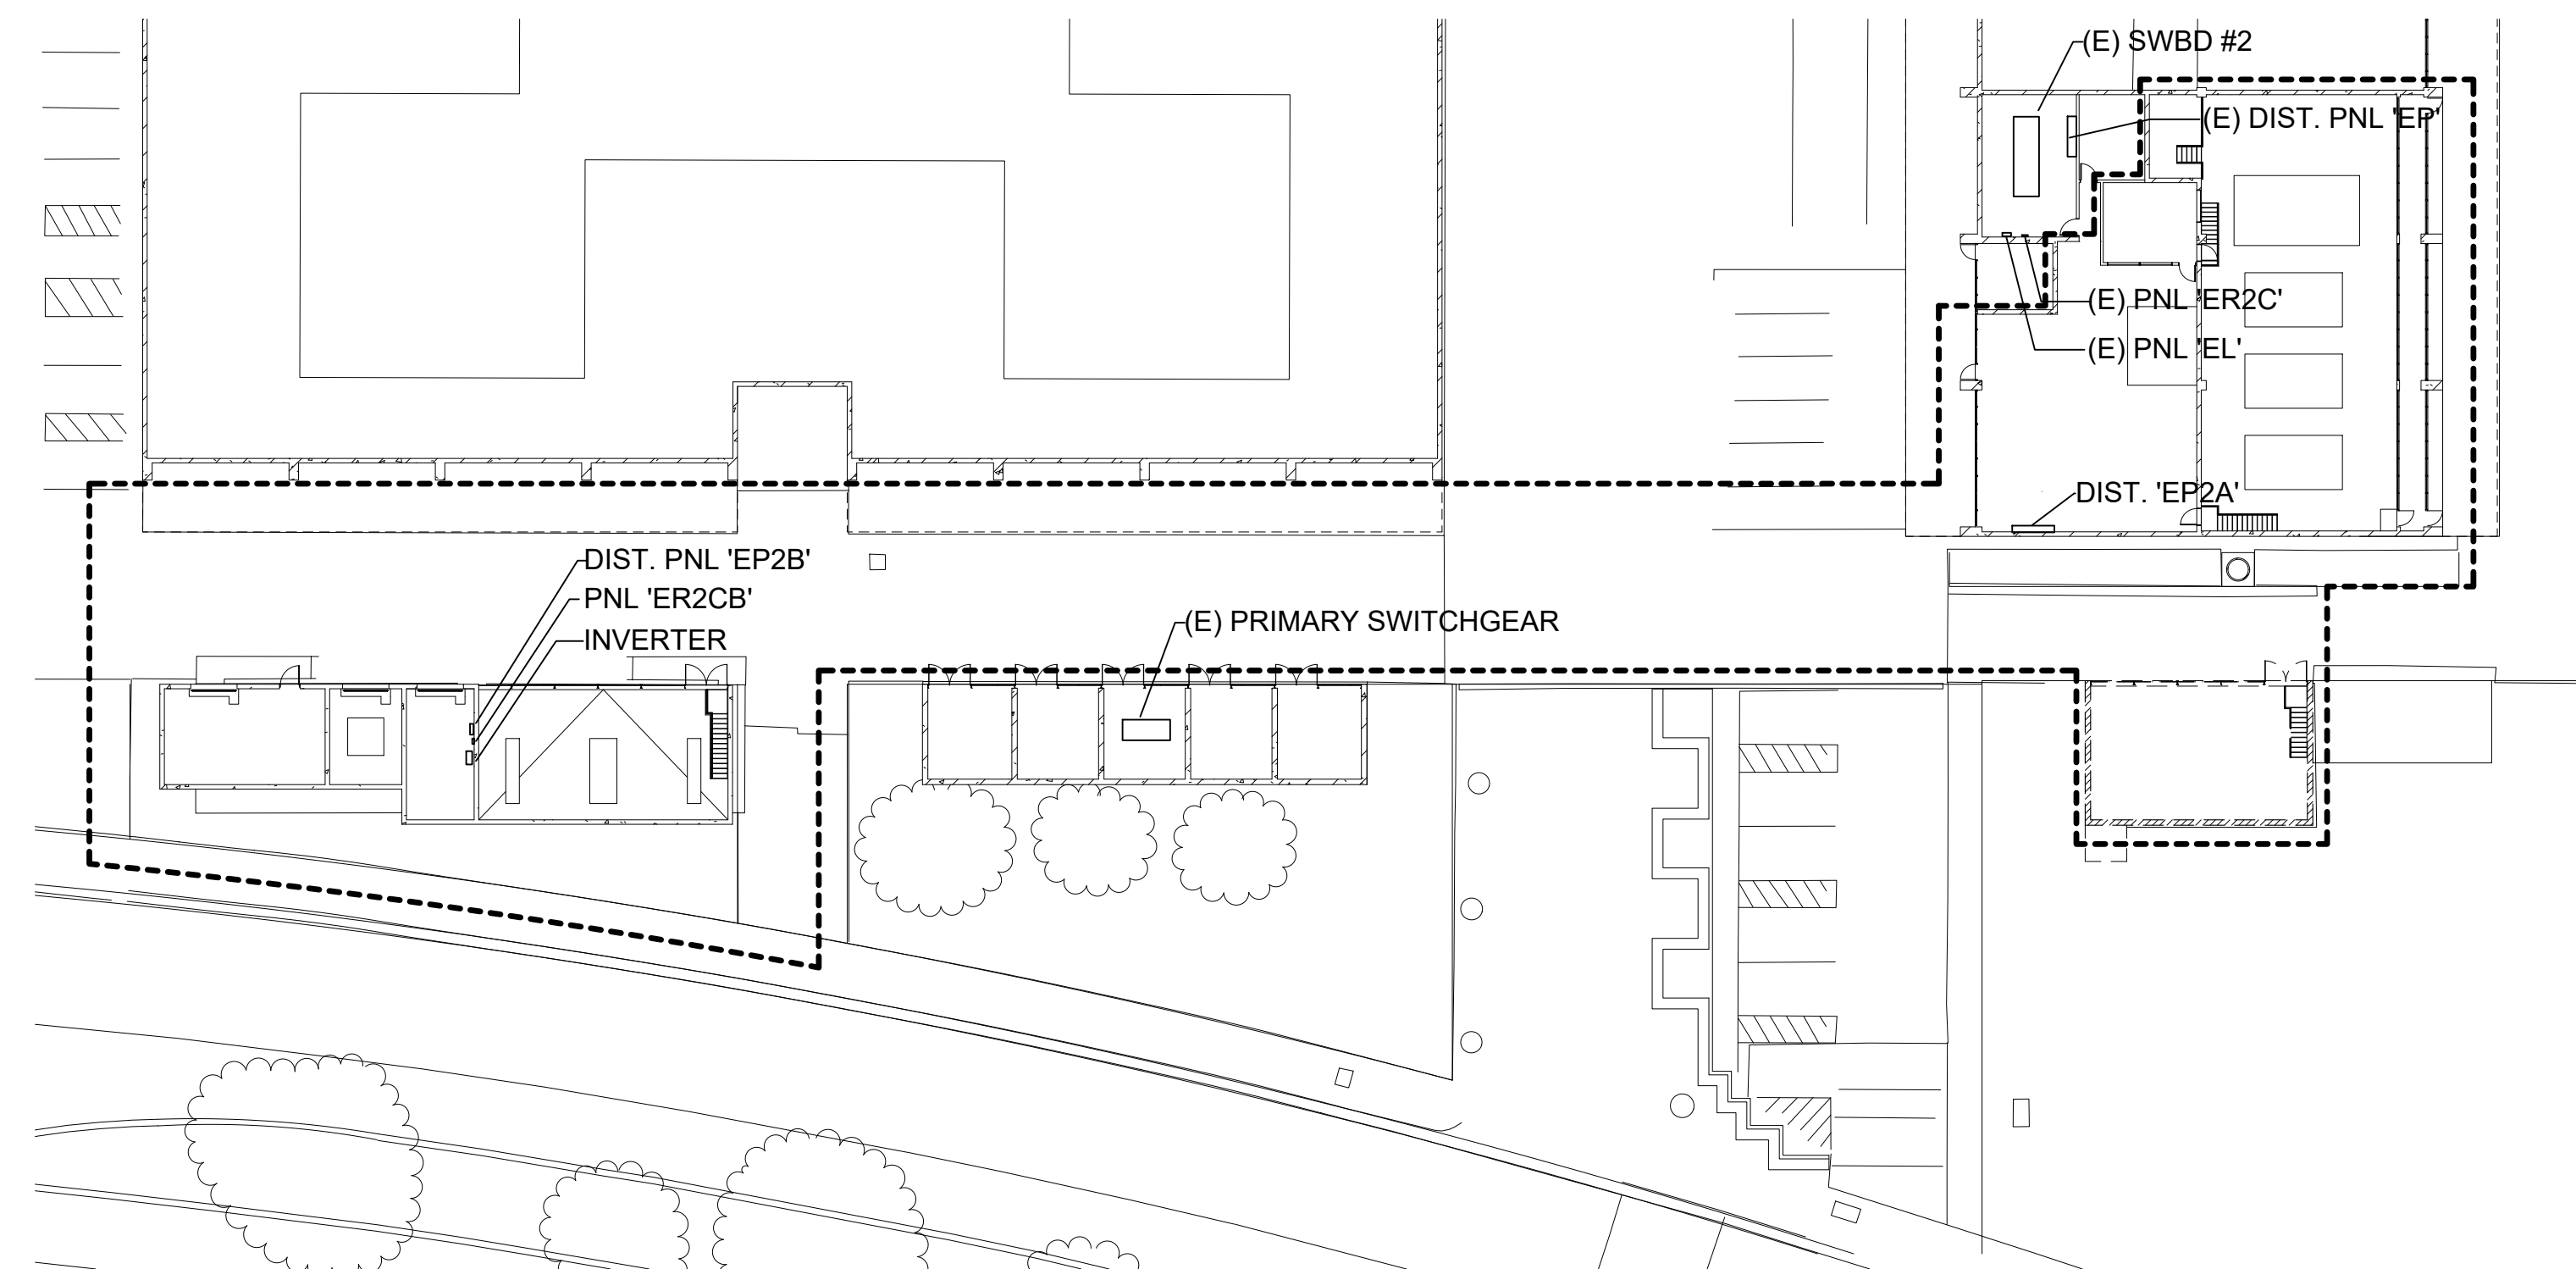 (E) SWBD #2
(E) DIST. PNL 'EP'
(E) PNL 'ER2C'
(E) PNL 'EL'
DIST. 'EP2A'
DIST. PNL 'EP2B'
PNL 'ER2CB'
INVERTER
(E) PRIMARY SWITCHGEAR